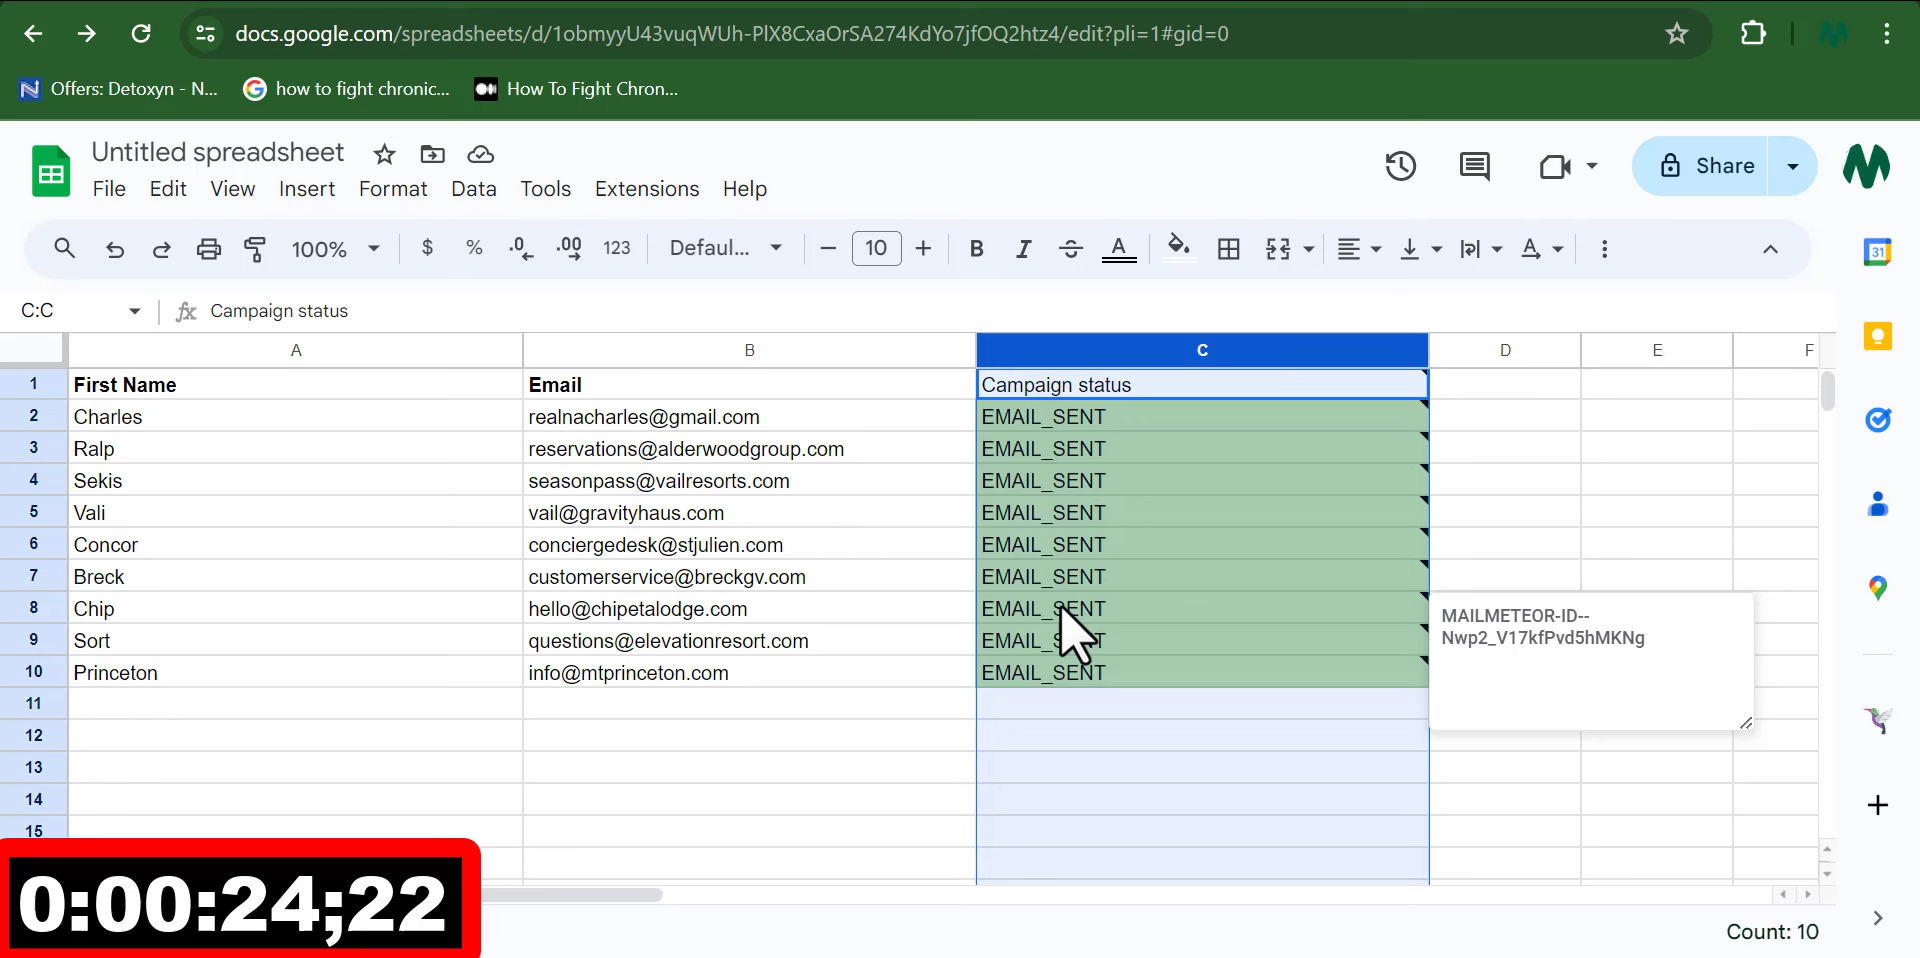 docs.google.com/spreadsheets/d/1obmyyU43vuqWUh-PlX8CxaOrSA274KdYo7jfOQ2htz4/edit?pli=1#gid=0
Offers: Detoxyn - N... how to fight chronic... How To Fight Chron...
Untitled spreadsheet
File Edit View Insert Format Data Tools Extensions Help
Share
100% $ % .0 .00 123 Defaul... 10 B I A A
31
C:C fx Campaign status
A B C D E F
1 First Name Email Campaign status
2 Charles realnacharles@gmail.com EMAIL_SENT
3 Ralp reservations@alderwoodgroup.com EMAIL_SENT
4 Sekis seasonpass@vailresorts.com EMAIL_SENT
5 Vali vail@gravityhaus.com EMAIL_SENT
6 Concor conciergedesk@stjulien.com EMAIL_SENT
7 Breck customerservice@breckgv.com EMAIL_SENT
8 Chip hello@chipetalodge.com EMAIL_SENT
9 Sort questions@elevationresort.com EMAIL_SENT
10 Princeton info@mtprinceton.com EMAIL_SENT
MAILMETEOR-ID--
Nwp2_V17kfPvd5hMKNg
11
12
13
14
15
0:00:24;22
Count: 10